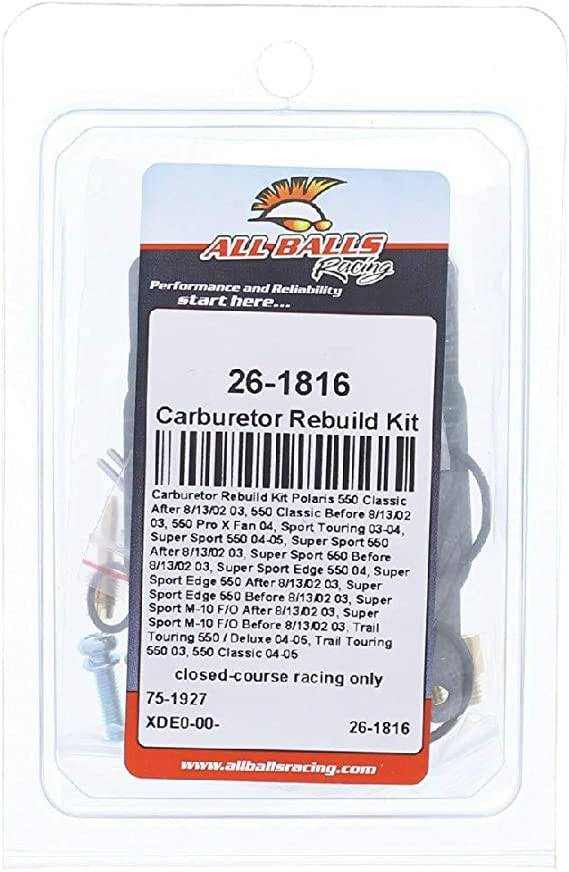 ALL BALLS
Racing
Performance and Reliability
start here...
26-1816
Carburetor Rebuild Kit
Carburetor Rebuild Kit Polaris 550 Classic
After 8/13/02 03, 550 Classic Before 8/13/02
03, 550 Pro X Fan 04, Sport Touring 03-04,
Super Sport 550 04-05, Super Sport 550
After 8/13/02 03, Super Sport 550 Before
8/13/02 03, Super Sport Edge 550 04, Super
Sport Edge 550 After 8/13/02 03, Super
Sport Edge 550 Before 8/13/02 03, Super
Sport M-10 F/O After 8/13/02 03, Super
Sport M-10 F/O Before 8/13/02 03, Trail
Touring 550 / Deluxe 04-05, Trail Touring
550 03, 550 Classic 04-05
closed-course racing only
75-1927
XDE0-00- 26-1816
www.allballsracing.com